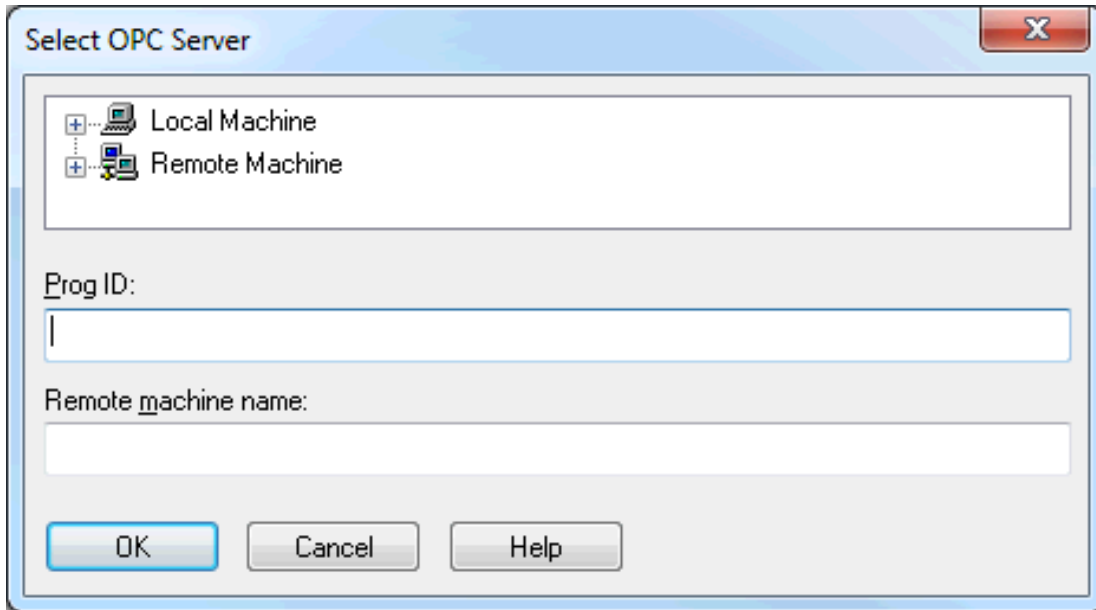 Select OPC Server
Local Machine
Remote Machine
Prog ID:
Remote machine name:
OK Cancel Help